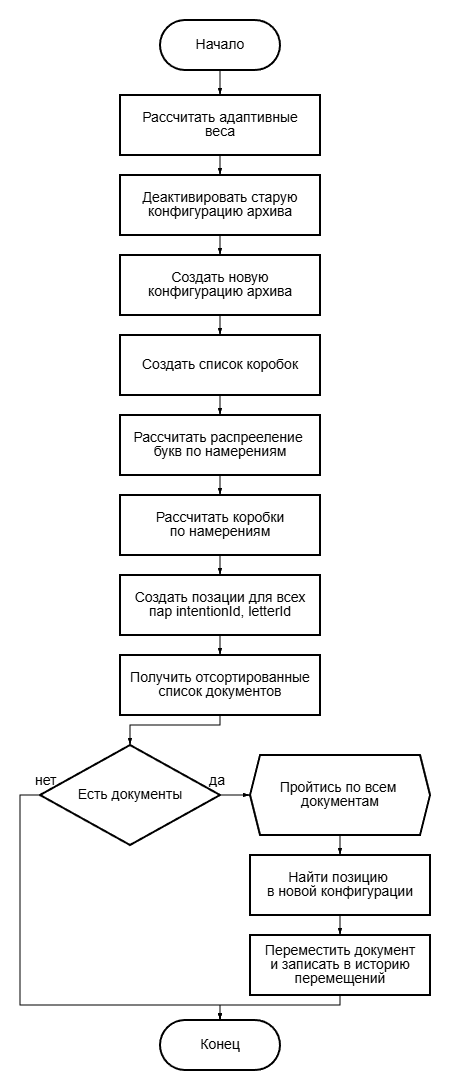 Начало
Рассчитать адаптивные
веса
Деактивировать старую
конфигурацию архива
Создать новую
конфигурацию архива
Создать список коробок
Рассчитать распрееление
букв по намерениям
Рассчитать коробки
по намерениям
Создать позации для всех
пар intentionId, letterId
Получить отсортированные
список документов
нет
Есть документы
да
Пройтись по всем
документам
Найти позицию
в новой конфигурации
Переместить документ
и записать в историю
перемещений
Конец